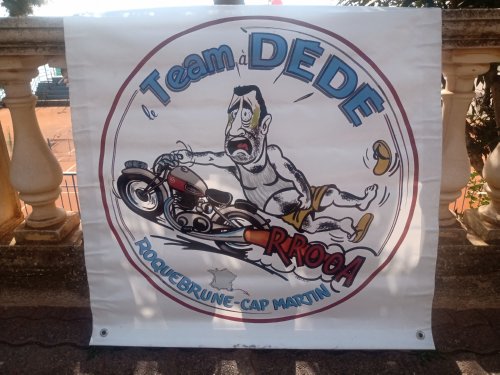 le Team à DÉDÉ
RROOA
ROQUEBRUNE-CAP MARTIN